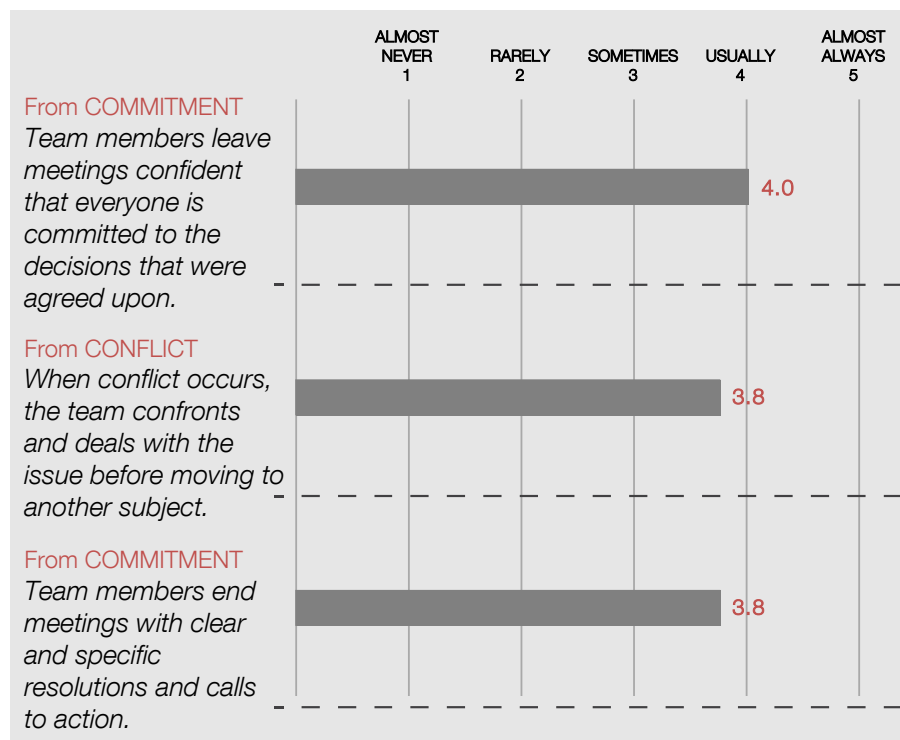 ALMOST
NEVER
1
RARELY
2
SOMETIMES
3
USUALLY
4
ALMOST
ALWAYS
5
From COMMITMENT
Team members leave
meetings confident
that everyone is
committed to the
decisions that were
agreed upon.
4.0
From CONFLICT
When conflict occurs,
the team confronts
and deals with the
issue before moving to
another subject.
3.8
From COMMITMENT
Team members end
meetings with clear
and specific
resolutions and calls
to action.
3.8